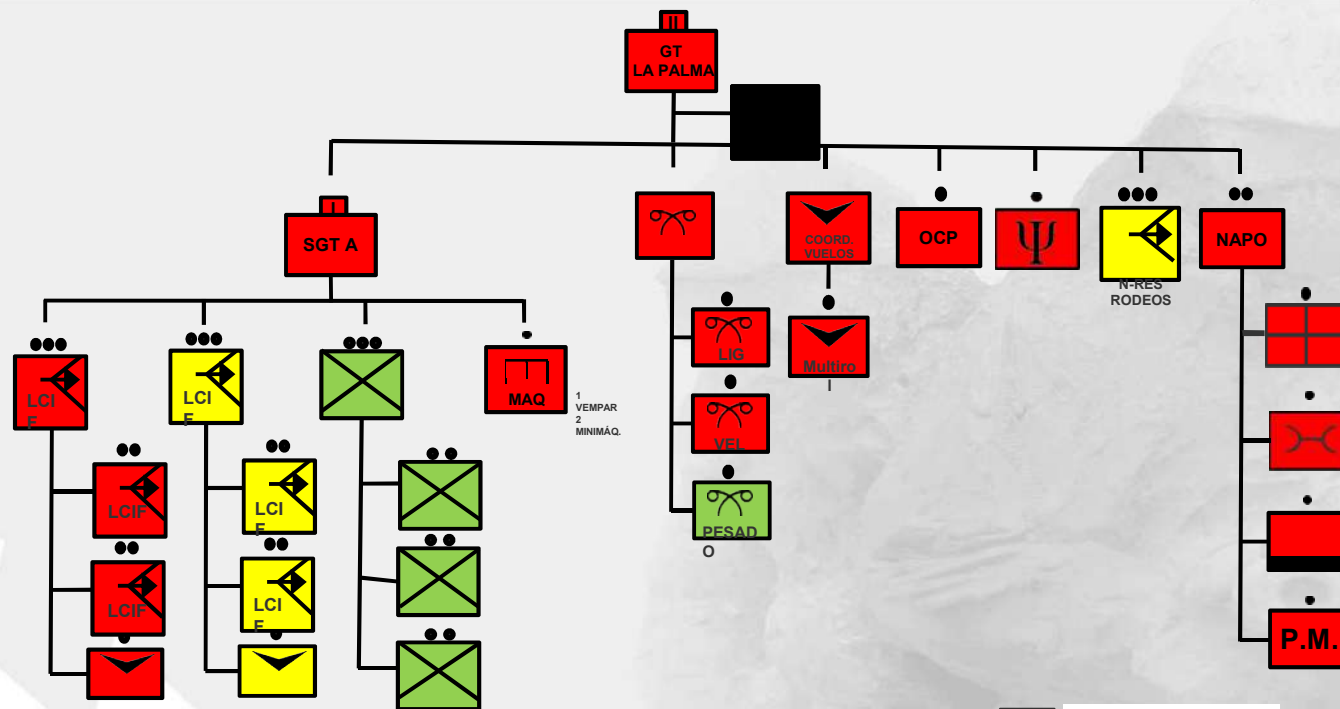 II
GT
LA PALMA
I
SGT A
COORD.
VUELOS
OCP
Ψ
N-RES
RODEOS
NAPO
LCI
F
LCI
F
MAQ
1
VEMPAR
2
MINIMÁQ.
LIG
Multiro
l
VEL
PESAD
O
LCIF
LCI
F
LCIF
LCI
F
P.M.